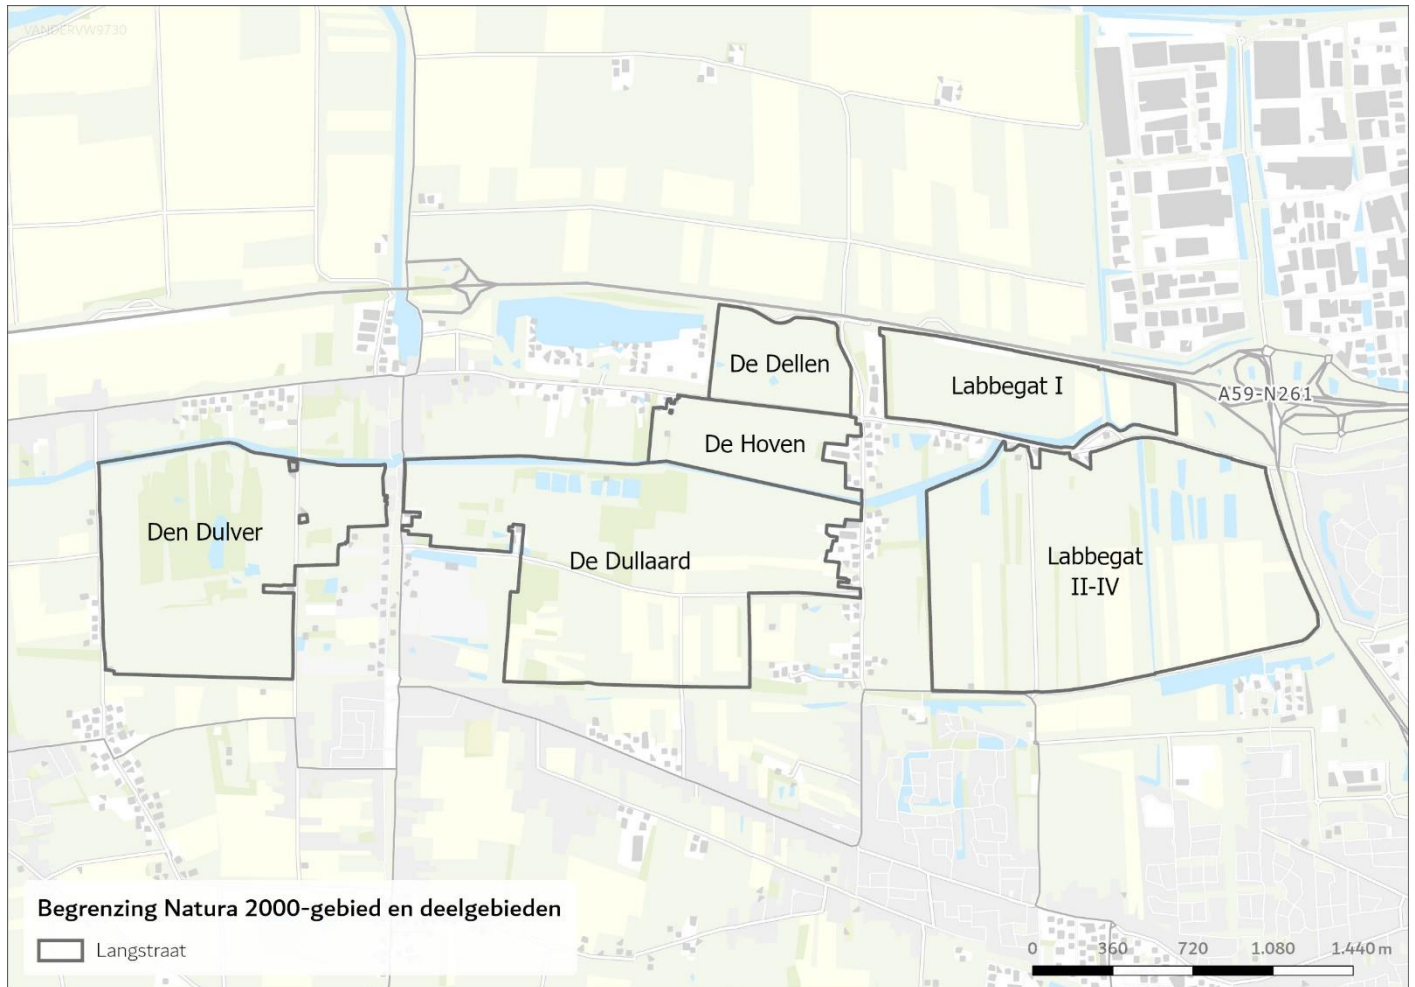 VANDERVW9730
De Dellen
Labbegat I
A59-N261
De Hoven
Den Dulver
De Dullaard
Labbegat
II-IV
Begrenzing Natura 2000-gebied en deelgebieden
Langstraat
0 360 720 1.080 1.440 m